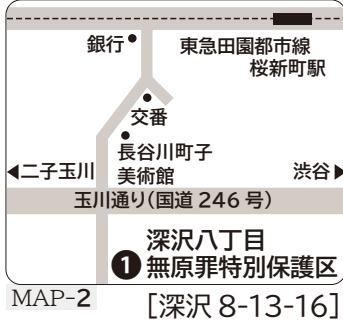 銀行
東急田園都市線
桜新町駅
交番
長谷川町子
美術館
◀二子玉川
渋谷▶
玉川通り(国道246号)
深沢八丁目
❶無原罪特別保護区
MAP-2
[深沢8-13-16]